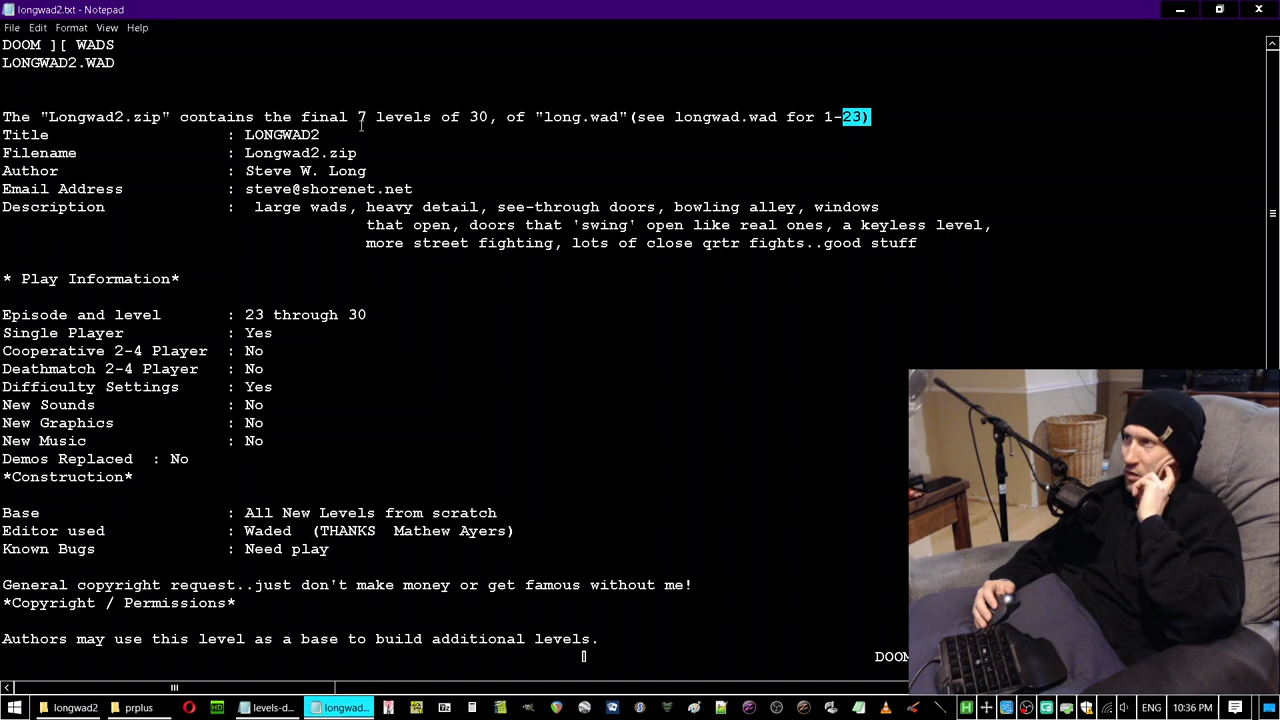 longwad2.txt - Notepad
File Edit Format View Help
DOOM ][ WADS
LONGWAD2.WAD
The "Longwad2.zip" contains the final 7 levels of 30, of "long.wad"(see longwad.wad for 1-23)
Title : LONGWAD2
Filename : Longwad2.zip
Author : Steve W. Long
Email Address : steve@shorenet.net
Description : large wads, heavy detail, see-through doors, bowling alley, windows
that open, doors that 'swing' open like real ones, a keyless level,
more street fighting, lots of close qrtr fights..good stuff
* Play Information*
Episode and level : 23 through 30
Single Player : Yes
Cooperative 2-4 Player : No
Deathmatch 2-4 Player : No
Difficulty Settings : Yes
New Sounds : No
New Graphics : No
New Music : No
Demos Replaced : No
*Construction*
Base : All New Levels from scratch
Editor used : Waded (THANKS Mathew Ayers)
Known Bugs : Need play
General copyright request..just don't make money or get famous without me!
*Copyright / Permissions*
Authors may use this level as a base to build additional levels.
DOOM
longwad2 prplus levels-d... longwad... 10:36 PM